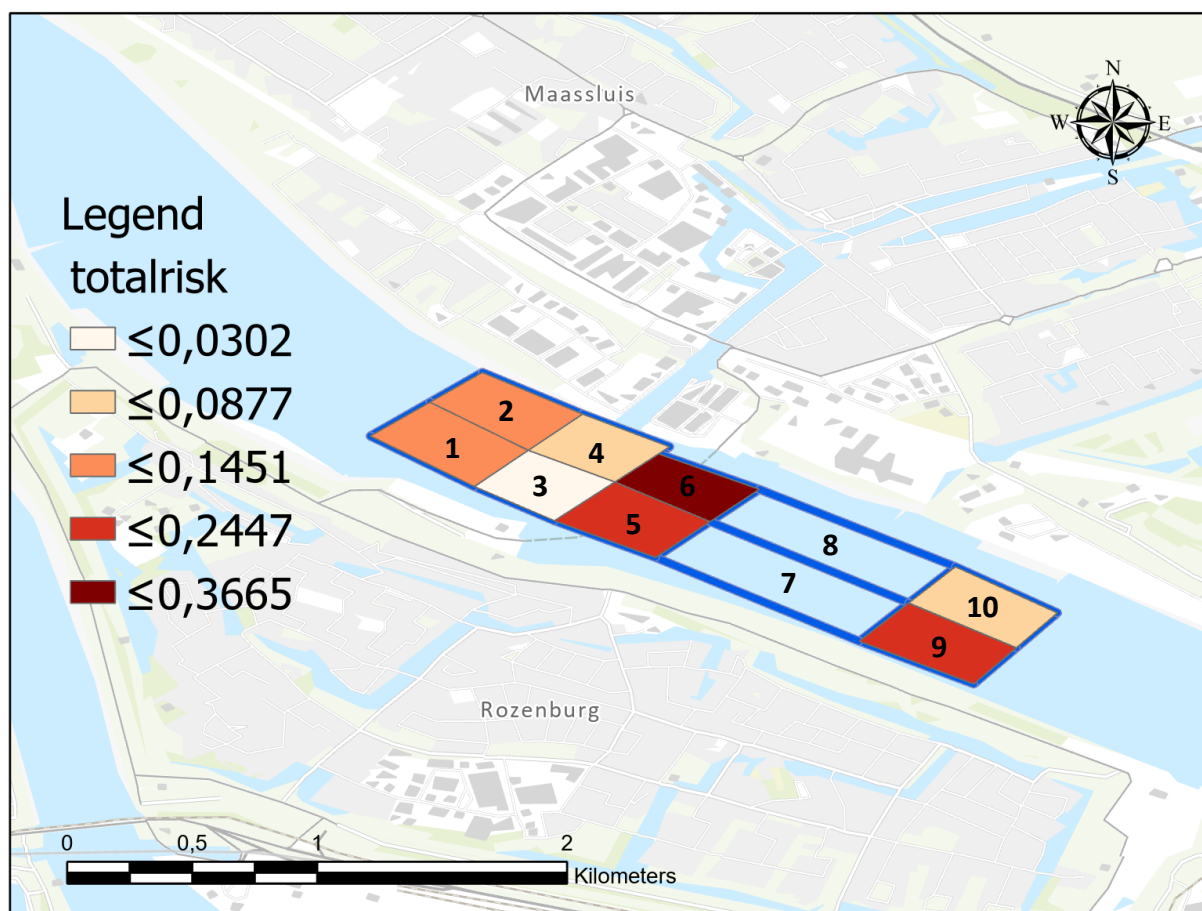 Maassluis
N
W
E
S
Legend
totalrisk
≤0,0302
≤0,0877
≤0,1451
≤0,2447
≤0,3665
2
1
4
3
6
5
8
7
10
9
Rozenburg
0
0,5
1
2
Kilometers